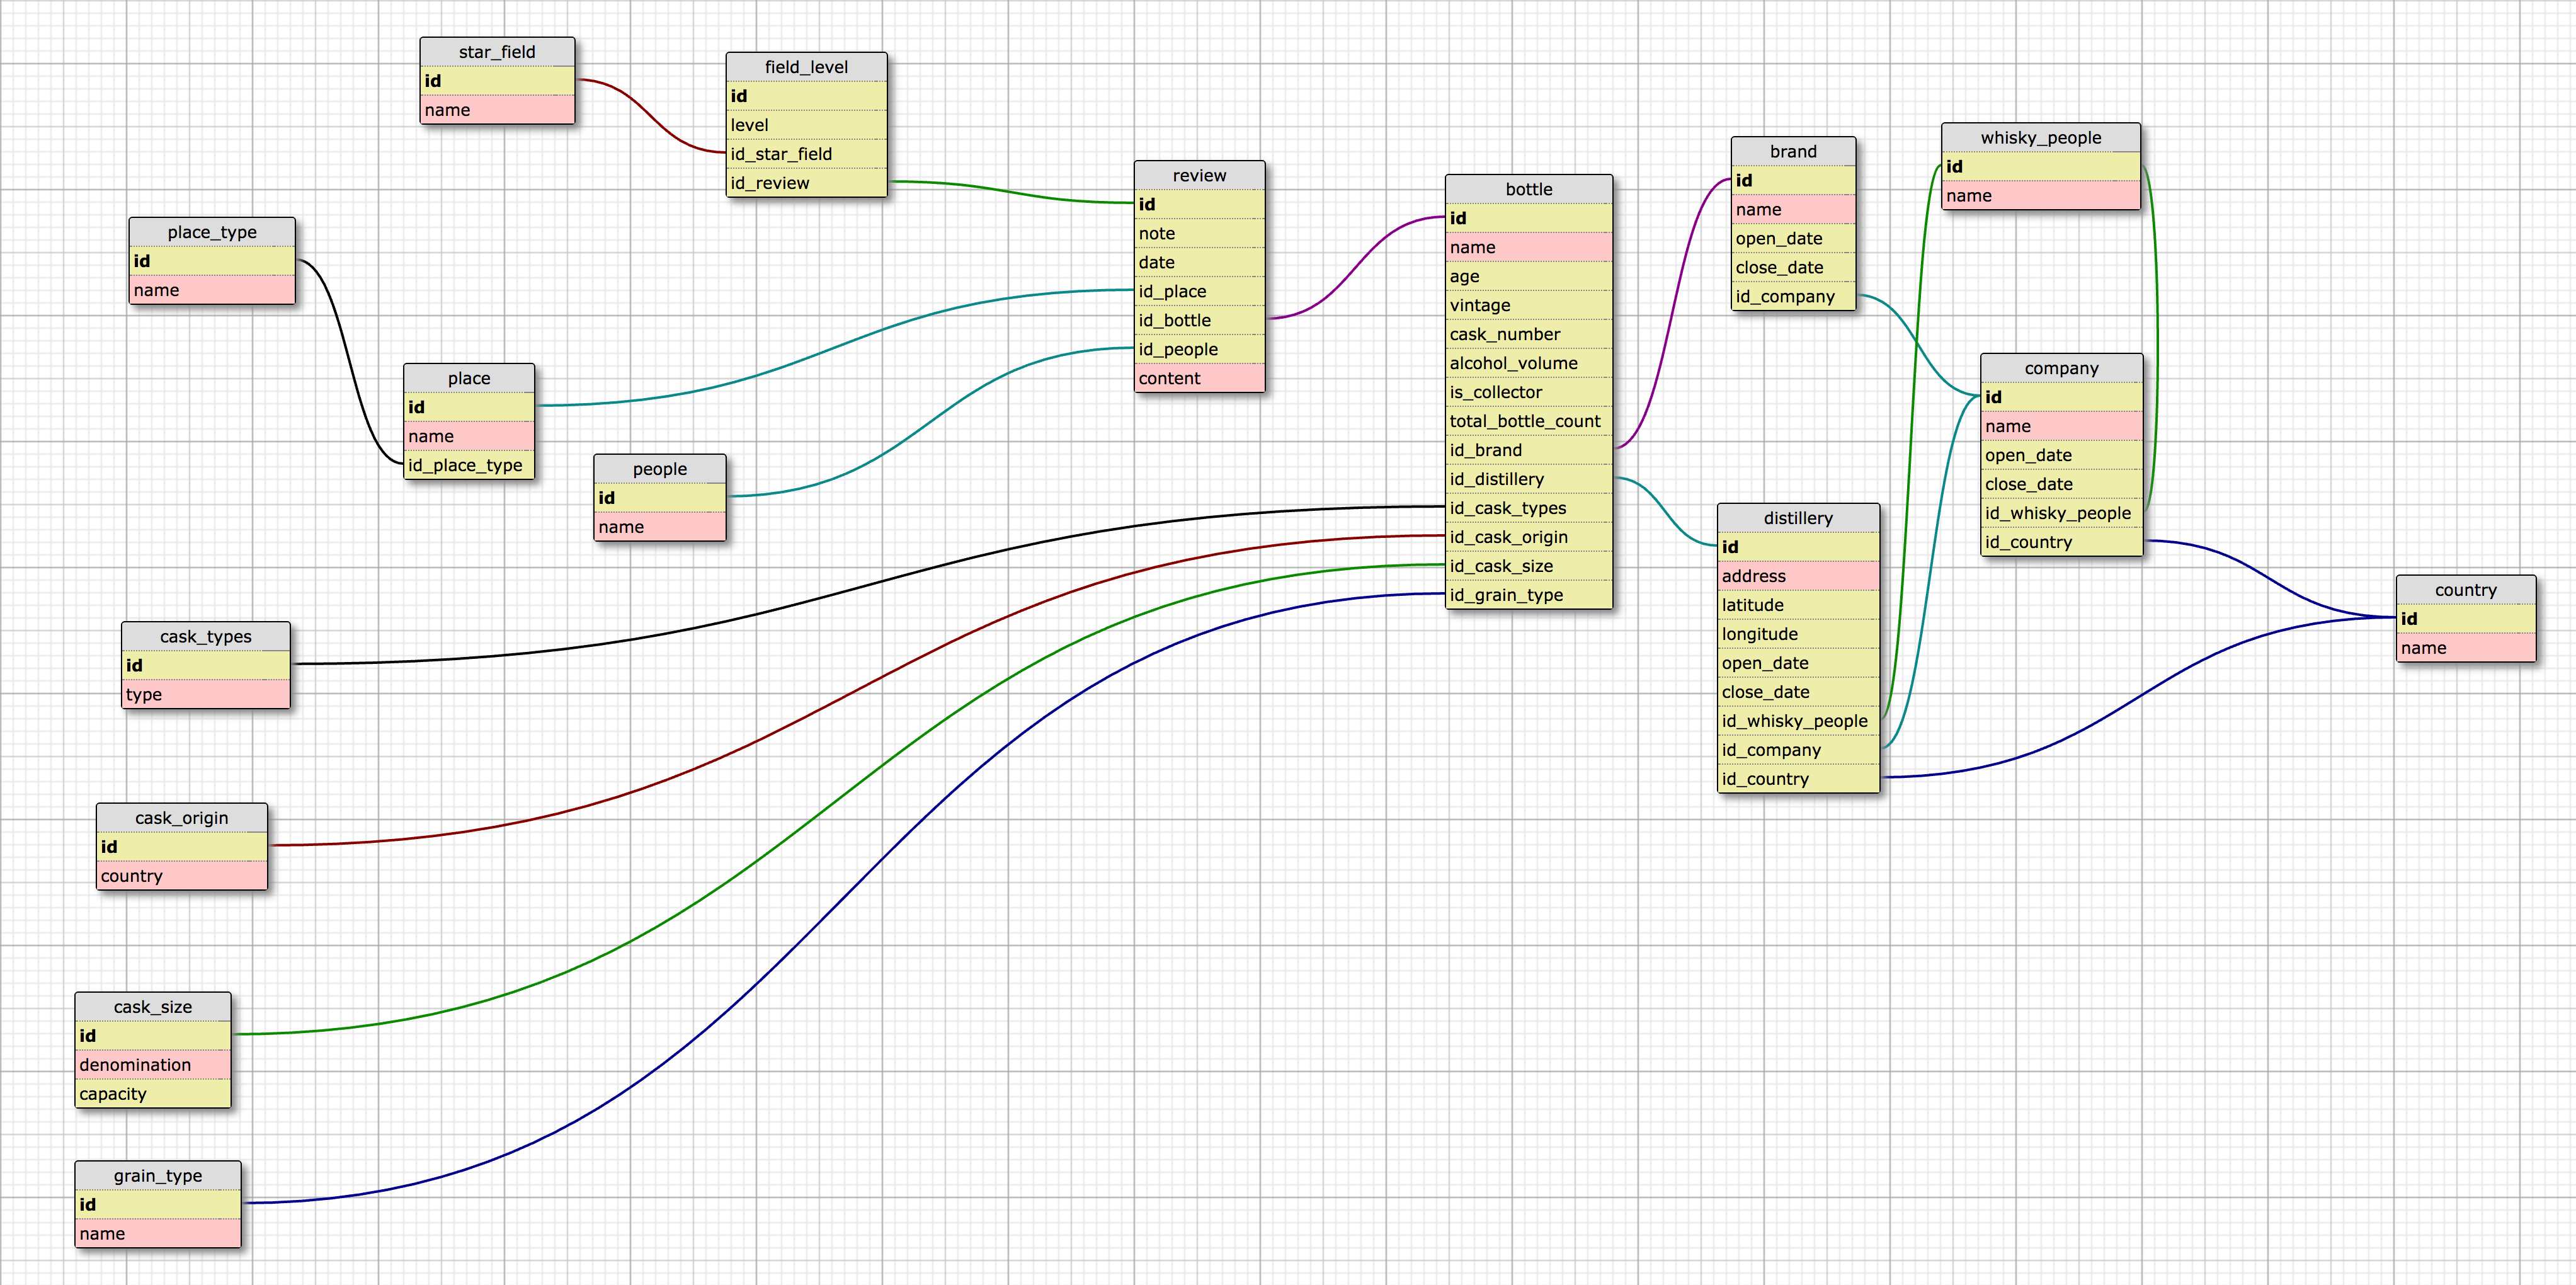 star_field
id
name
field_level
id
level
id_star_field
id_review
place_type
id
name
place
id
name
id_place_type
people
id
name
review
id
note
date
id_place
id_bottle
id_people
content
bottle
id
name
age
vintage
cask_number
alcohol_volume
is_collector
total_bottle_count
id_brand
id_distillery
id_cask_types
id_cask_origin
id_cask_size
id_grain_type
brand
id
name
open_date
close_date
id_company
whisky_people
id
name
company
id
name
open_date
close_date
id_whisky_people
id_country
distillery
id
address
latitude
longitude
open_date
close_date
id_whisky_people
id_company
id_country
country
id
name
cask_types
id
type
cask_origin
id
country
cask_size
id
denomination
capacity
grain_type
id
name